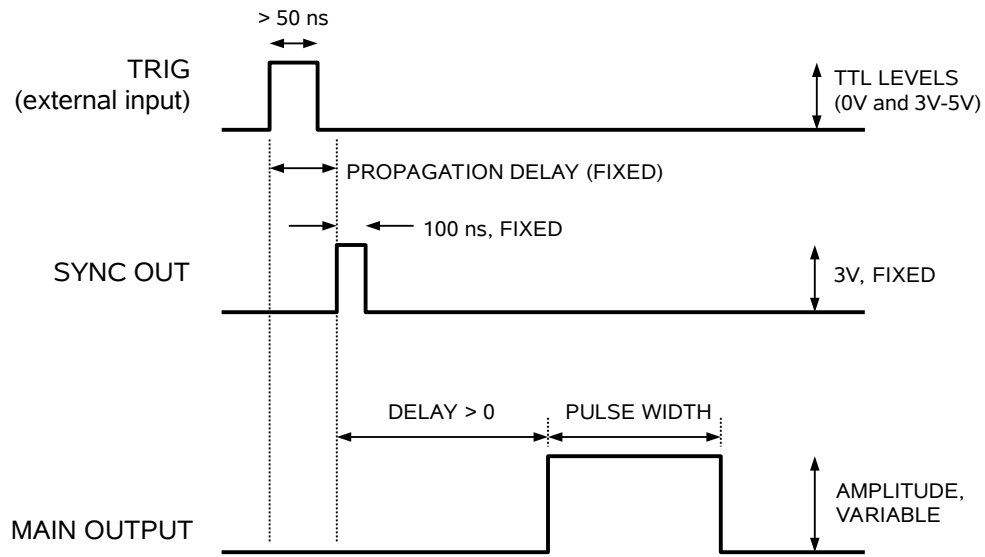 > 50 ns
TRIG
(external input)
TTL LEVELS
(0V and 3V-5V)
PROPAGATION DELAY (FIXED)
100 ns, FIXED
SYNC OUT
3V, FIXED
DELAY > 0
PULSE WIDTH
AMPLITUDE,
VARIABLE
MAIN OUTPUT